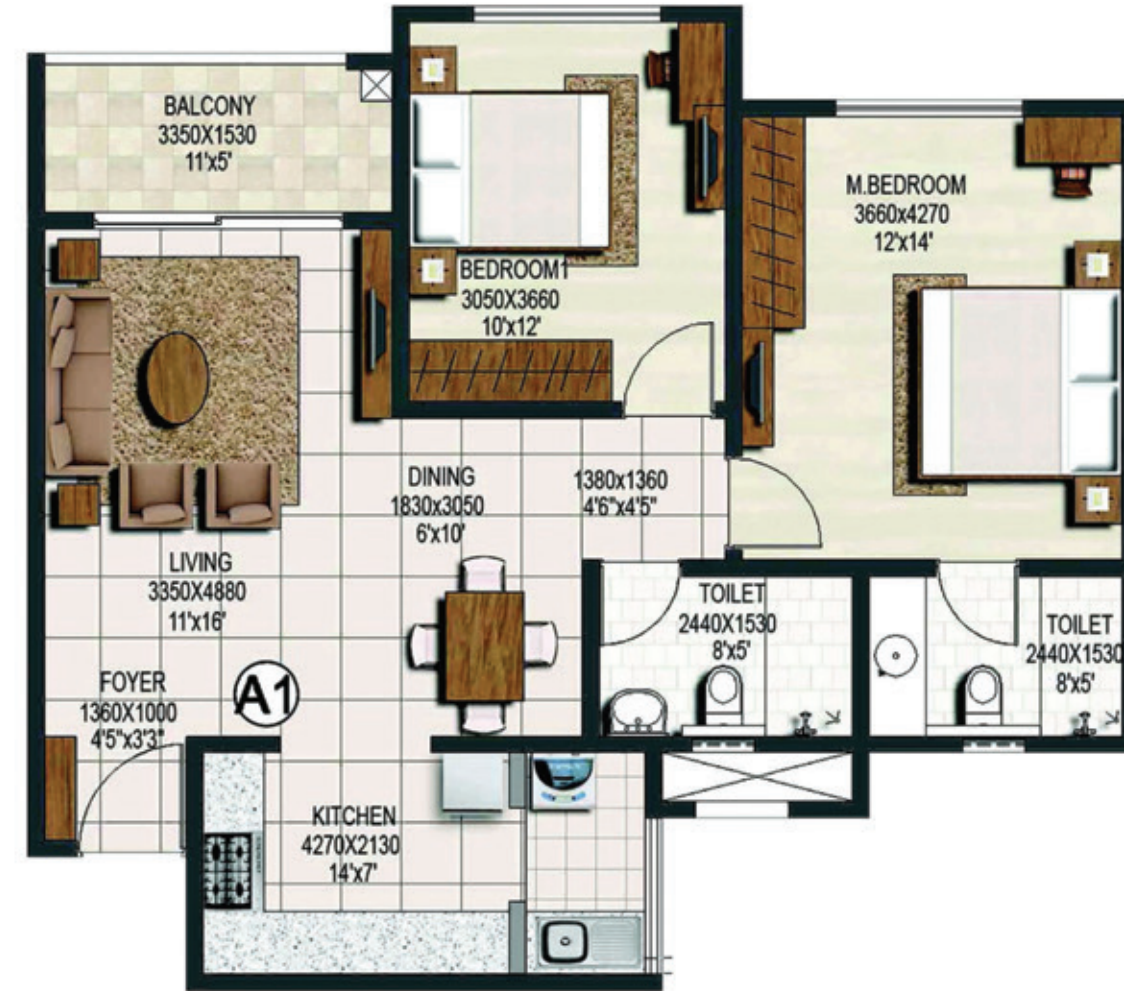 BALCONY
3350X1530
11'x5'
M.BEDROOM
3660x4270
12'x14'
BEDROOM1
3050X3660
10'x12'
DINING
1830x3050
6'x10'
1380x1360
4'6"x4'5"
LIVING
3350X4880
11'x16'
TOILET
2440X1530
8'x5'
TOILET
2440X1530
8'x5'
FOYER
1360X1000
4'5"x3'3"
A1
KITCHEN
4270X2130
14'x7'